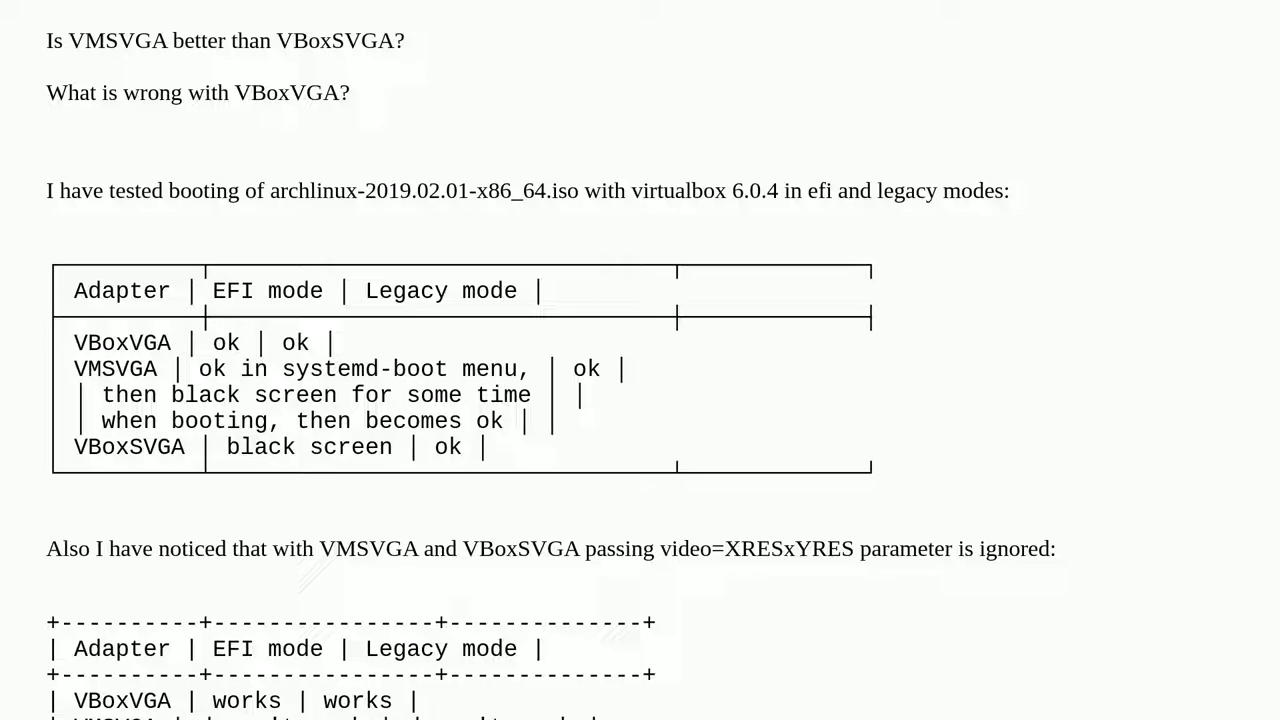 Is VMSVGA better than VBoxSVGA?
What is wrong with VBoxVGA?
I have tested booting of archlinux-2019.02.01-x86_64.iso with virtualbox 6.0.4 in efi and legacy modes:
Adapter | EFI mode | Legacy mode |
VBoxVGA | ok | ok |
VMSVGA | ok in systemd-boot menu, | ok |
| then black screen for some time | |
| when booting, then becomes ok | |
VBoxSVGA | black screen | ok |
Also I have noticed that with VMSVGA and VBoxSVGA passing video=XRESxYRES parameter is ignored:
+----------+----------------+--------------+
| Adapter | EFI mode | Legacy mode |
+----------+----------------+--------------+
| VBoxVGA | works | works |